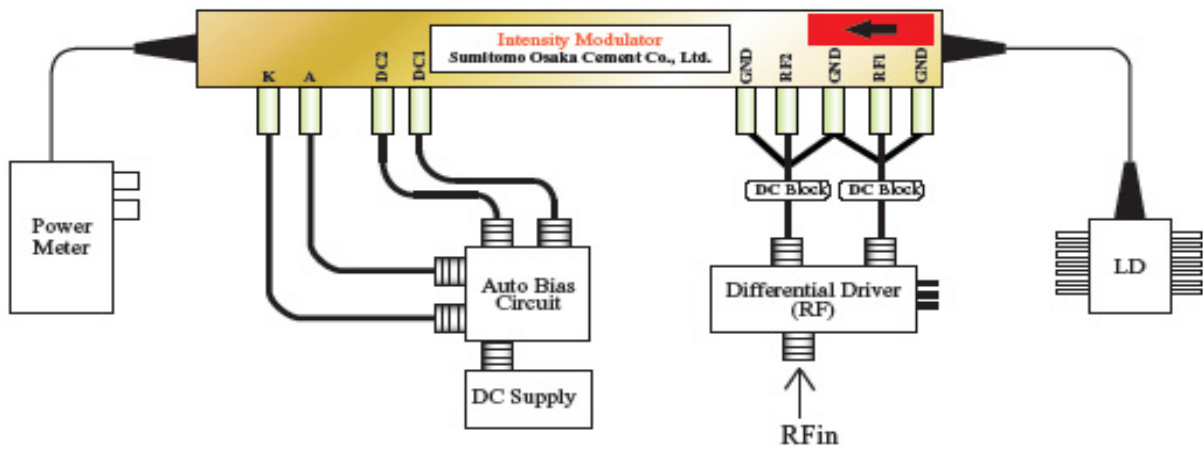 Intensity Modulator
Sumitomo Osaka Cement Co., Ltd.
K
A
DC2
DC1
GND
RF2
GND
RF1
GND
DC Block
DC Block
Power
Meter
Auto Bias
Circuit
DC Supply
Differential Driver
(RF)
LD
RFin